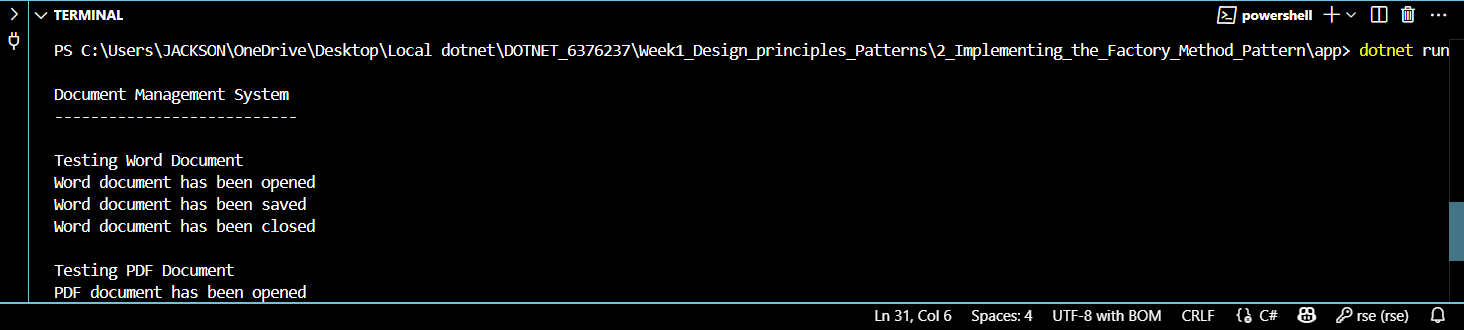 TERMINAL
powershell
PS C:\Users\JACKSON\OneDrive\Desktop\Local dotnet\DOTNET_6376237\Week1_Design_principles_Patterns\2_Implementing_the_Factory_Method_Pattern\app> dotnet run
Document Management System
---------------------------
Testing Word Document
Word document has been opened
Word document has been saved
Word document has been closed
Testing PDF Document
PDF document has been opened
Ln 31, Col 6 Spaces: 4 UTF-8 with BOM CRLF C# rse (rse)